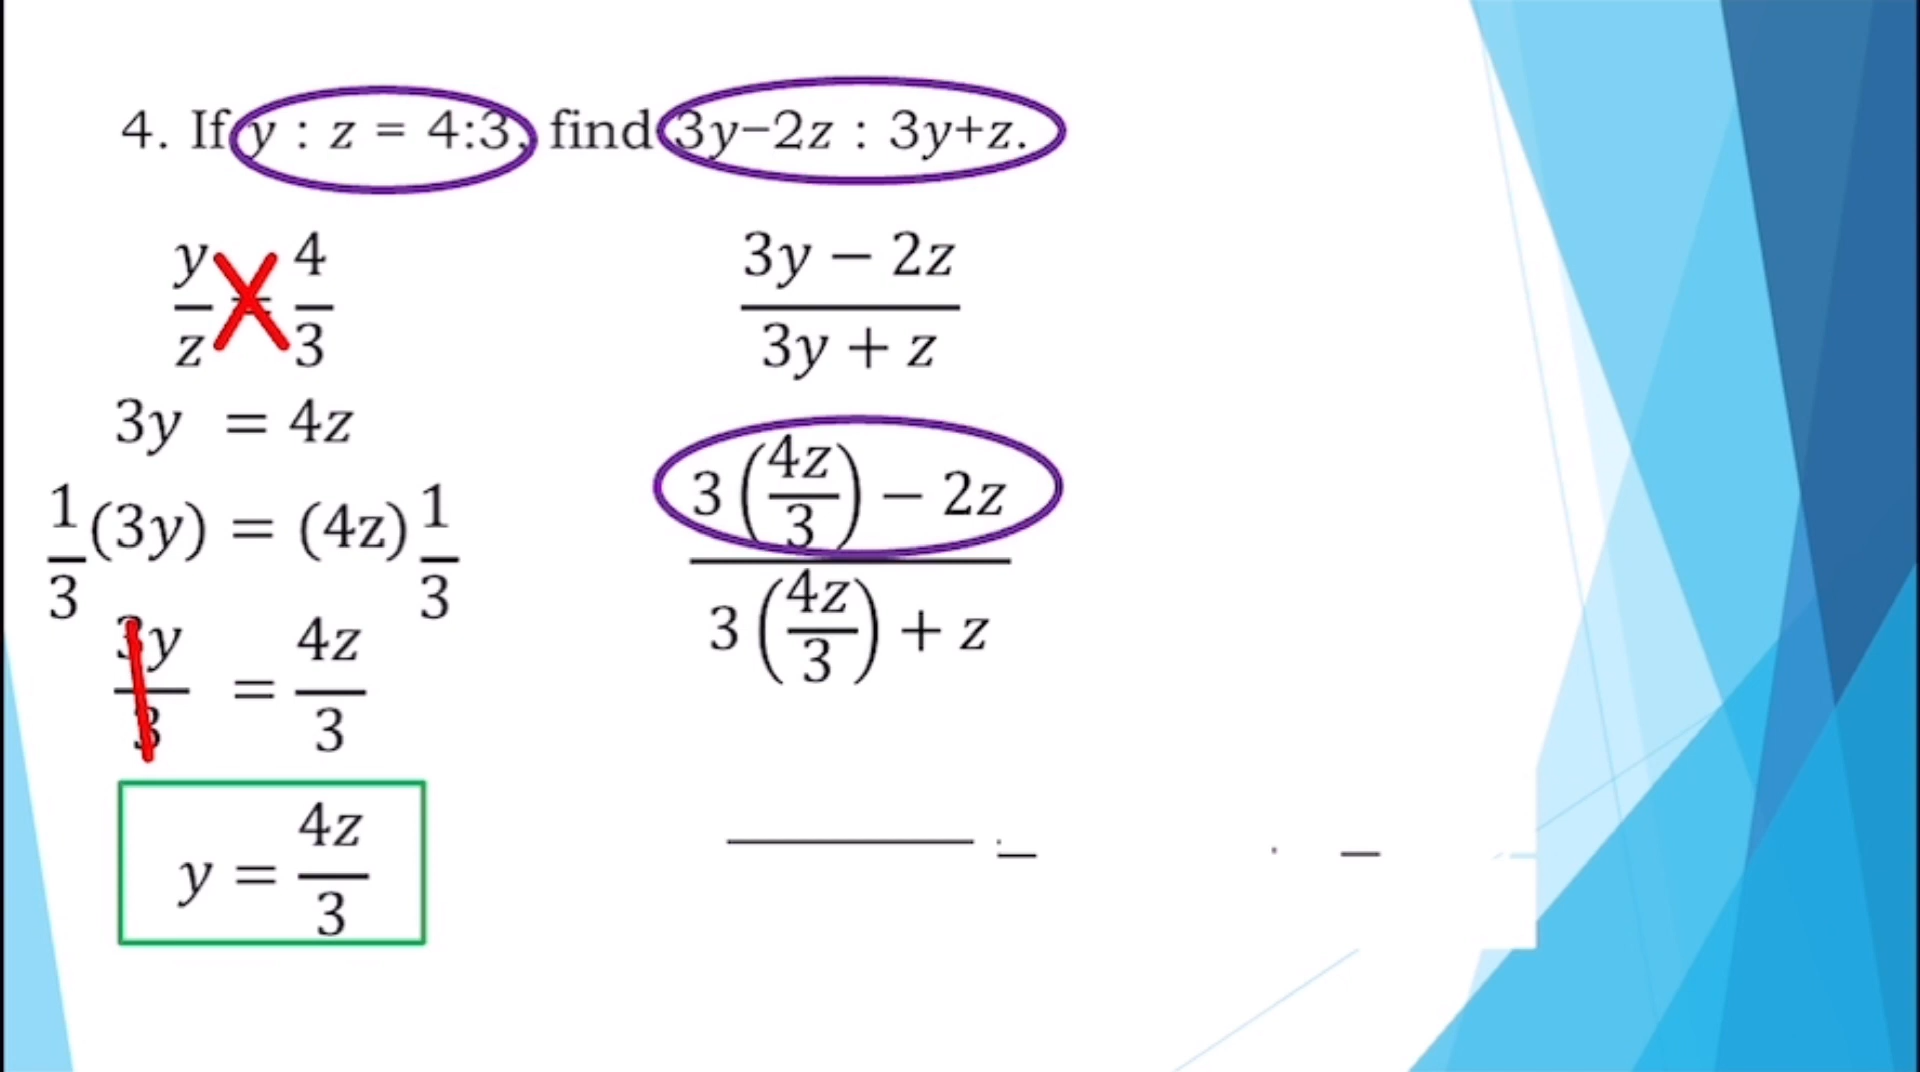 4. If y : z = 4:3, find 3y−2z : 3y+z.
y/z = 4/3
3y = 4z
1/3(3y) = (4z)1/3
3y/3 = 4z/3
y = 4z/3
(3y − 2z)/(3y + z)
(3(4z/3) − 2z)/(3(4z/3) + z)